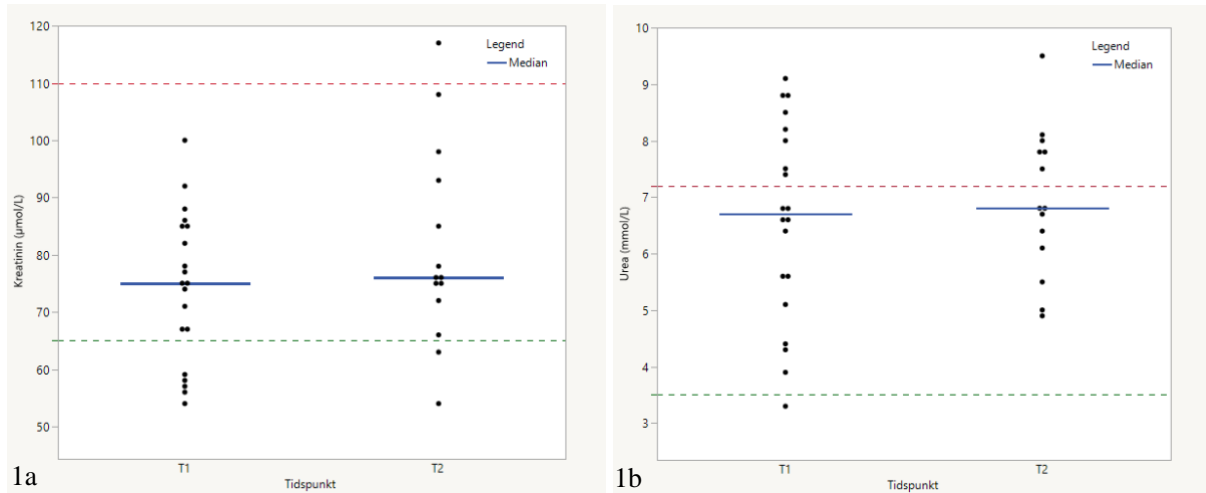 120
110
100
90
80
70
60
50
Kreatinin (µmol/L)
Legend
Median
T1
T2
Tidspunkt
1a
10
9
8
7
6
5
4
3
Urea (mmol/L)
Legend
Median
T1
T2
Tidspunkt
1b